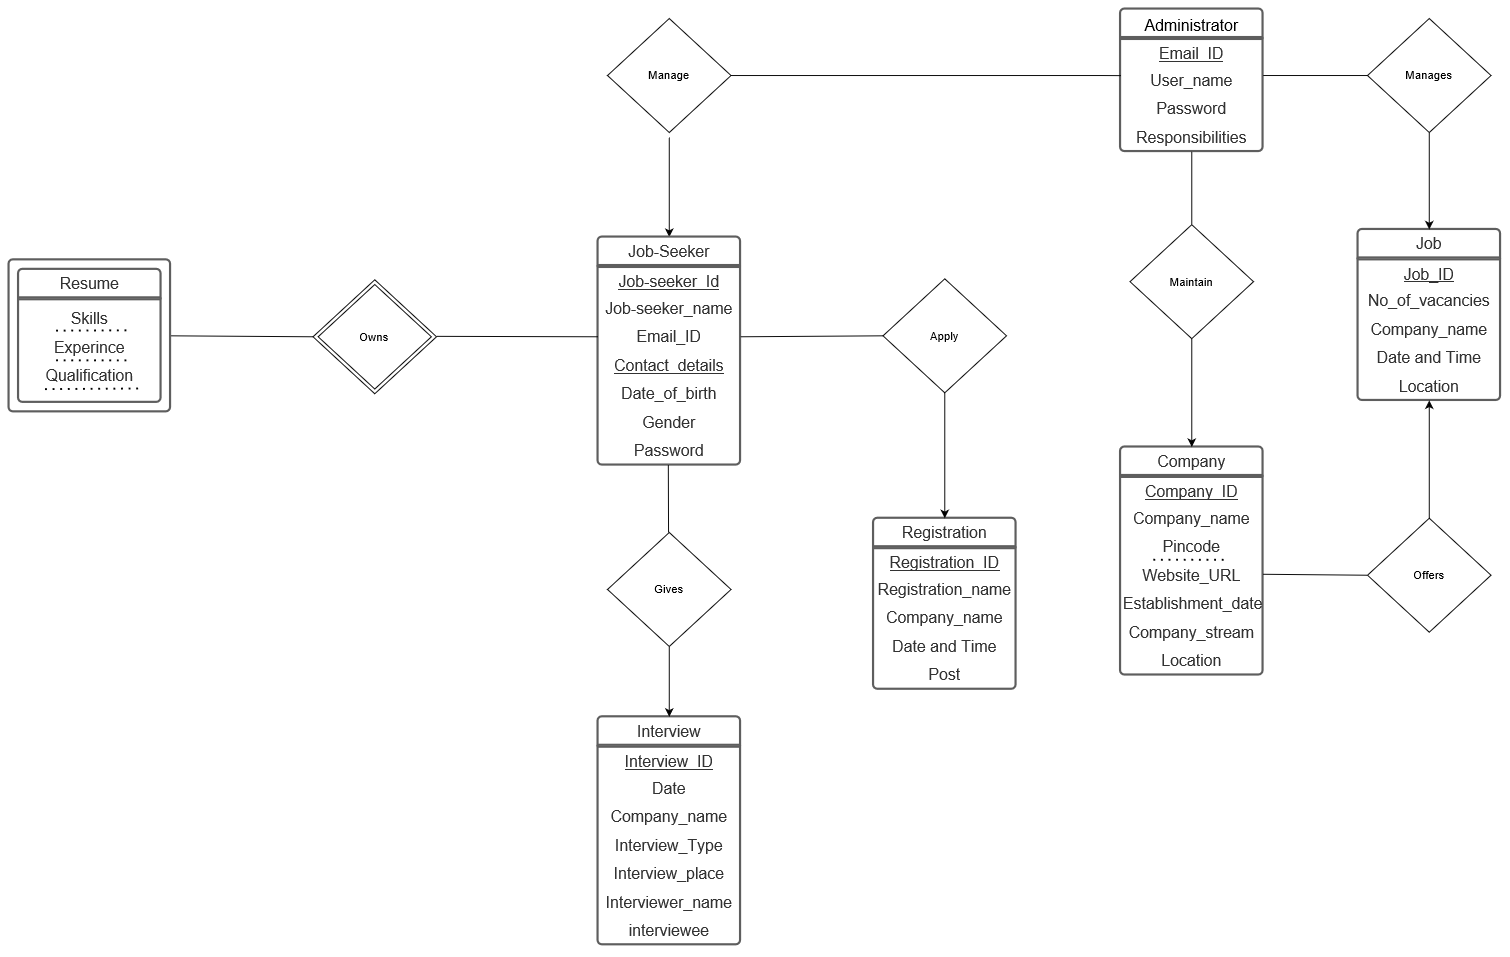 Manage
Administrator
Email_ID
User_name
Password
Responsibilities
Manages
Resume
Skills
Experince
Qualification
Owns
Job-Seeker
Job-seeker_Id
Job-seeker_name
Email_ID
Contact_details
Date_of_birth
Gender
Password
Apply
Maintain
Job
Job_ID
No_of_vacancies
Company_name
Date and Time
Location
Gives
Registration
Registration_ID
Registration_name
Company_name
Date and Time
Post
Company
Company_ID
Company_name
Pincode
Website_URL
Establishment_date
Company_stream
Location
Offers
Interview
Interview_ID
Date
Company_name
Interview_Type
Interview_place
Interviewer_name
interviewee